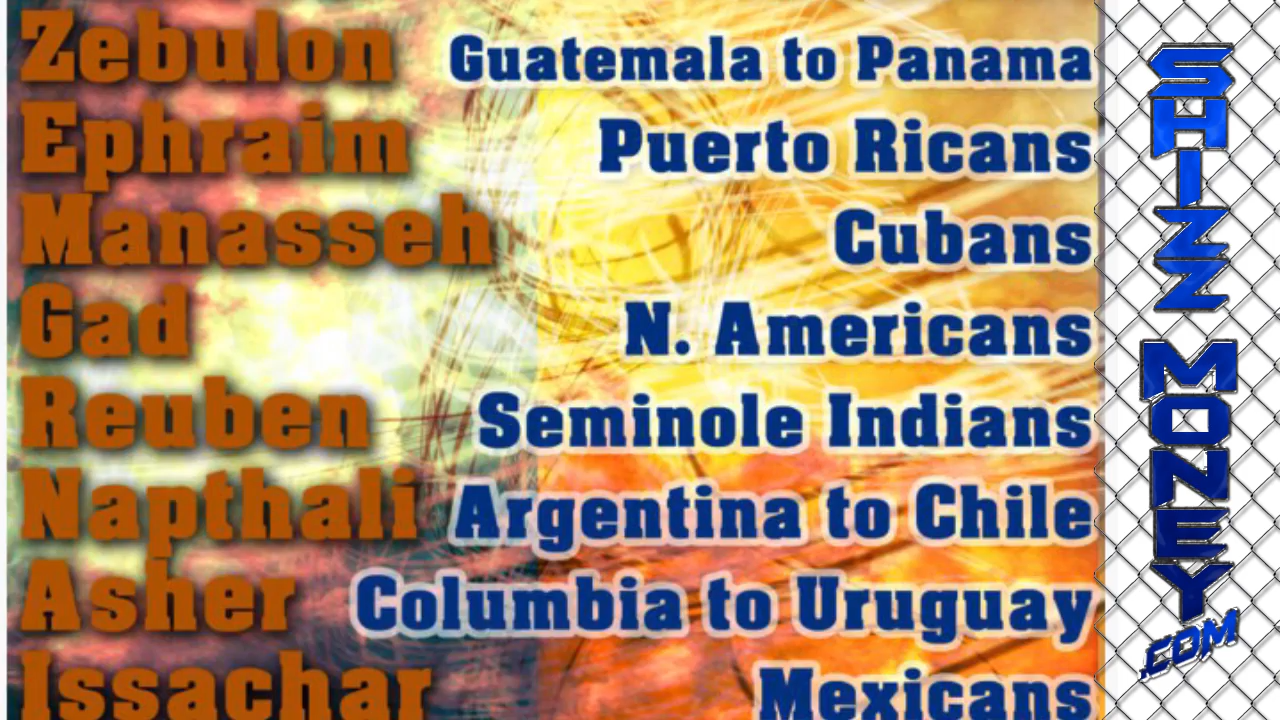 Zebulon Guatemala to Panama
Ephraim Puerto Ricans
Manasseh Cubans
Gad N. Americans
Reuben Seminole Indians
Napthali Argentina to Chile
Asher Columbia to Uruguay
Issachar Mexicans
SHIZZ MONEY .COM